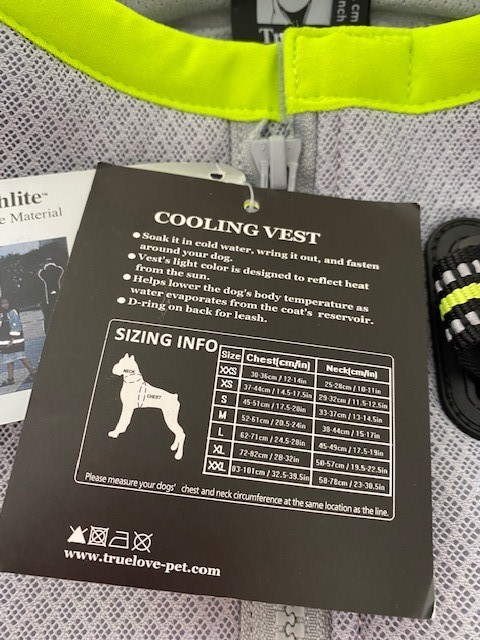 cm
nch
Tr
hlite™
e Material
COOLING VEST
● Soak it in cold water, wring it out, and fasten
around your dog.
● Vest's light color is designed to reflect heat
from the sun.
● Helps lower the dog's body temperature as
water evaporates from the coat's reservoir.
● D-ring on back for leash.
SIZING INFO
NECK
CHEST
Size Chest(cm/in) Neck(cm/in)
XXS 30-36cm / 12-14in 25-28cm / 10-11in
XS 37-44cm / 14.5-17.5in 29-32cm / 11.5-12.5in
S 45-51cm / 17.5-20in 33-37cm / 13-14.5in
M 52-61cm / 20.5-24in 38-44cm / 15-17in
L 62-71cm / 24.5-28in 45-49cm / 17.5-19in
XL 72-82cm / 28-32in 50-57cm / 19.5-22.5in
XXL 83-101cm / 32.5-39.5in 58-78cm / 23-30.5in
Please measure your dogs' chest and neck circumference at the same location as the line.
www.truelove-pet.com